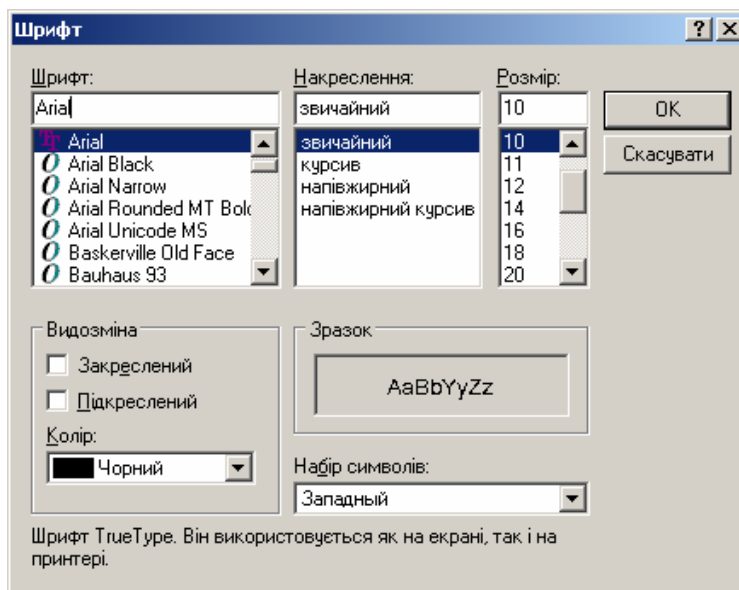 Шрифт
Шрифт: Накреслення: Розмір:
Arial звичайний 10 OK
Arial звичайний 10 Скасувати
Arial Black курсив 11
Arial Narrow напівжирний 12
Arial Rounded MT Bold напівжирний курсив 14
Arial Unicode MS 16
Baskerville Old Face 18
Bauhaus 93 20
Видозміна Зразок
Закреслений
Підкреслений
AaBbYyZz
Колір:
Чорний
Набір символів:
Западный
Шрифт TrueType. Він використовується як на екрані, так і на
принтері.